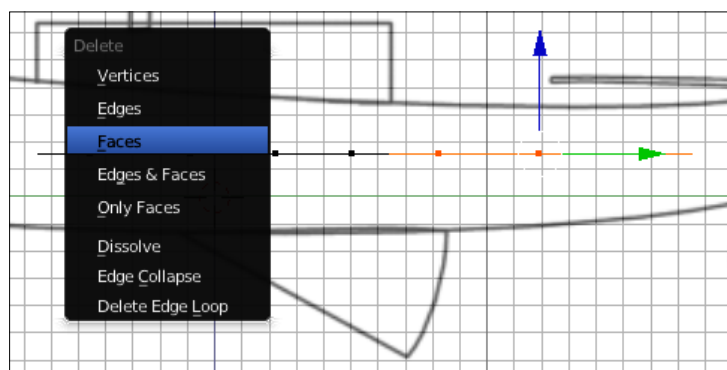 Delete
Vertices
Edges
Faces
Edges & Faces
Only Faces
Dissolve
Edge Collapse
Delete Edge Loop